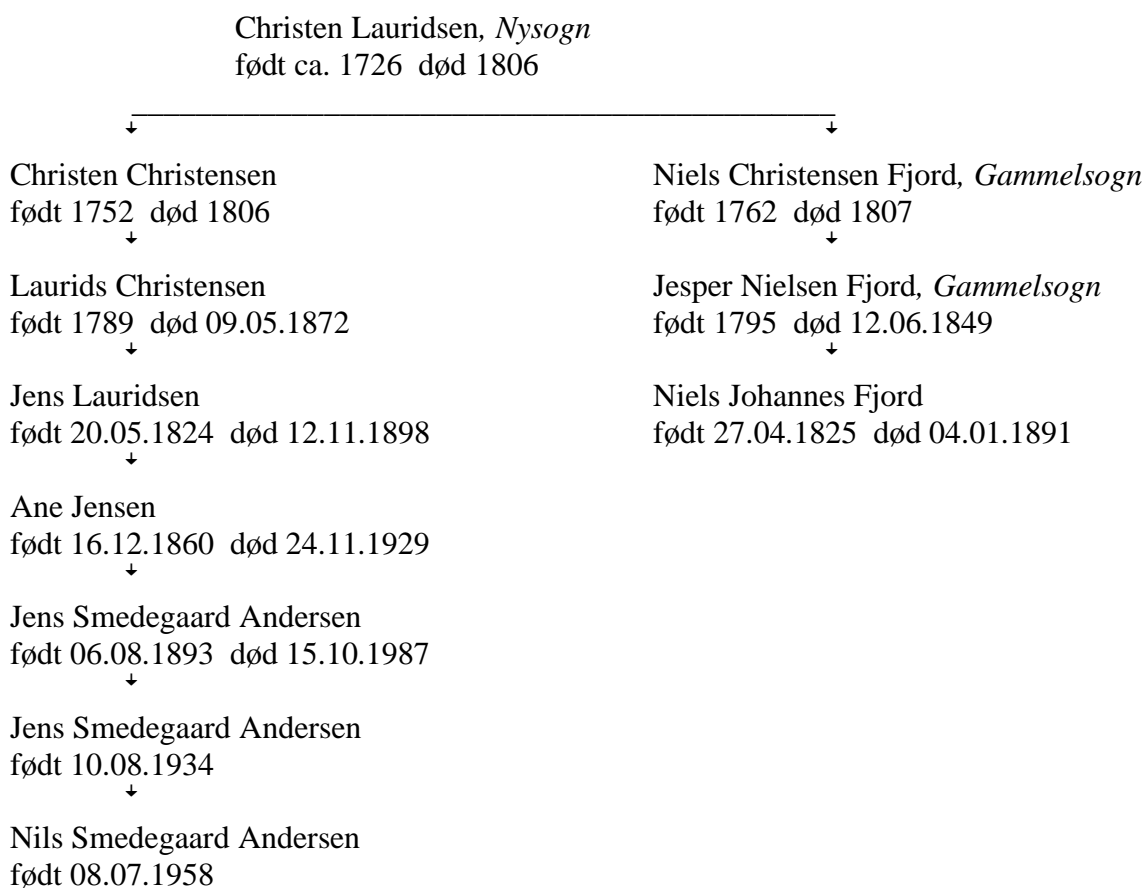 Christen Lauridsen, Nysogn
født ca. 1726 død 1806
Christen Christensen
født 1752 død 1806
Niels Christensen Fjord, Gammelsogn
født 1762 død 1807
Laurids Christensen
født 1789 død 09.05.1872
Jesper Nielsen Fjord, Gammelsogn
født 1795 død 12.06.1849
Jens Lauridsen
født 20.05.1824 død 12.11.1898
Niels Johannes Fjord
født 27.04.1825 død 04.01.1891
Ane Jensen
født 16.12.1860 død 24.11.1929
Jens Smedegaard Andersen
født 06.08.1893 død 15.10.1987
Jens Smedegaard Andersen
født 10.08.1934
Nils Smedegaard Andersen
født 08.07.1958